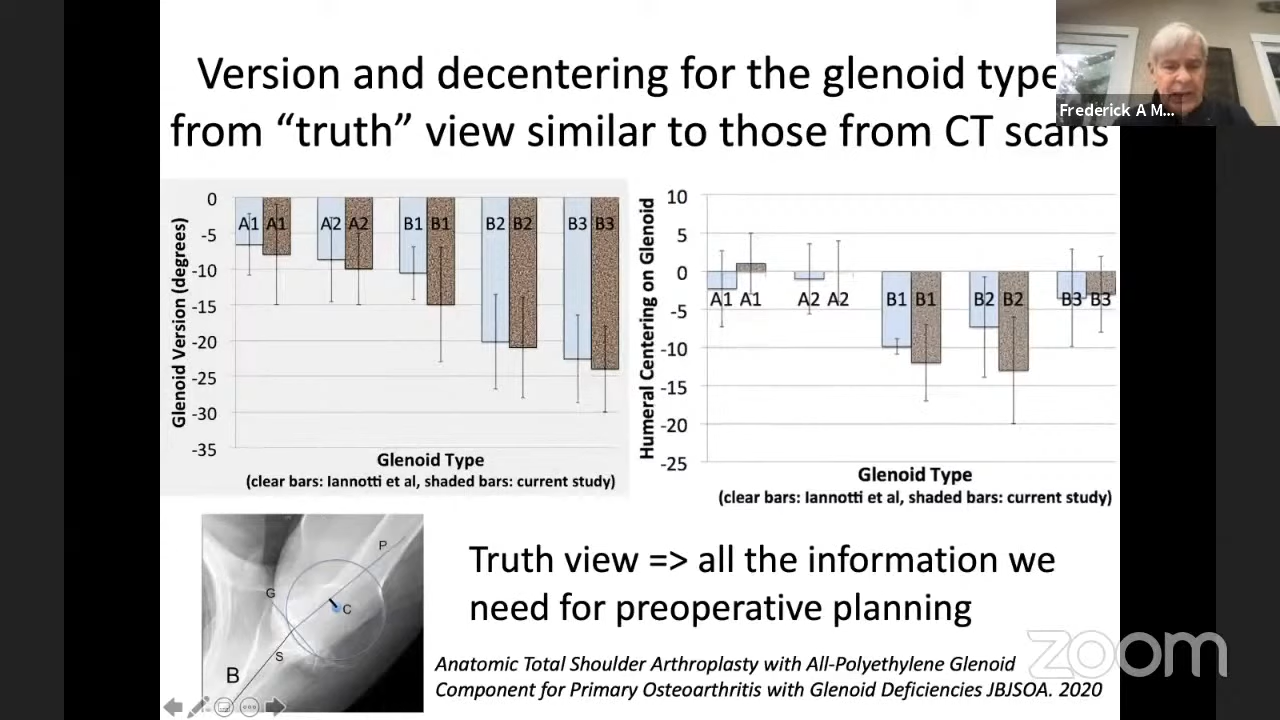 Version and decentering for the glenoid type
from “truth” view similar to those from CT scans
Frederick A M...
Glenoid Version (degrees)
0
-5
-10
-15
-20
-25
-30
-35
A1 A1 A2 A2 B1 B1 B2 B2 B3 B3
Glenoid Type
(clear bars: Iannotti et al, shaded bars: current study)
Humeral Centering on Glenoid
10
5
0
-5
-10
-15
-20
-25
A1 A1 A2 A2 B1 B1 B2 B2 B3 B3
Glenoid Type
(clear bars: Iannotti et al, shaded bars: current study)
P
G
C
S
B
Truth view => all the information we
need for preoperative planning
Anatomic Total Shoulder Arthroplasty with All-Polyethylene Glenoid
Component for Primary Osteoarthritis with Glenoid Deficiencies JBJSOA. 2020
zoom